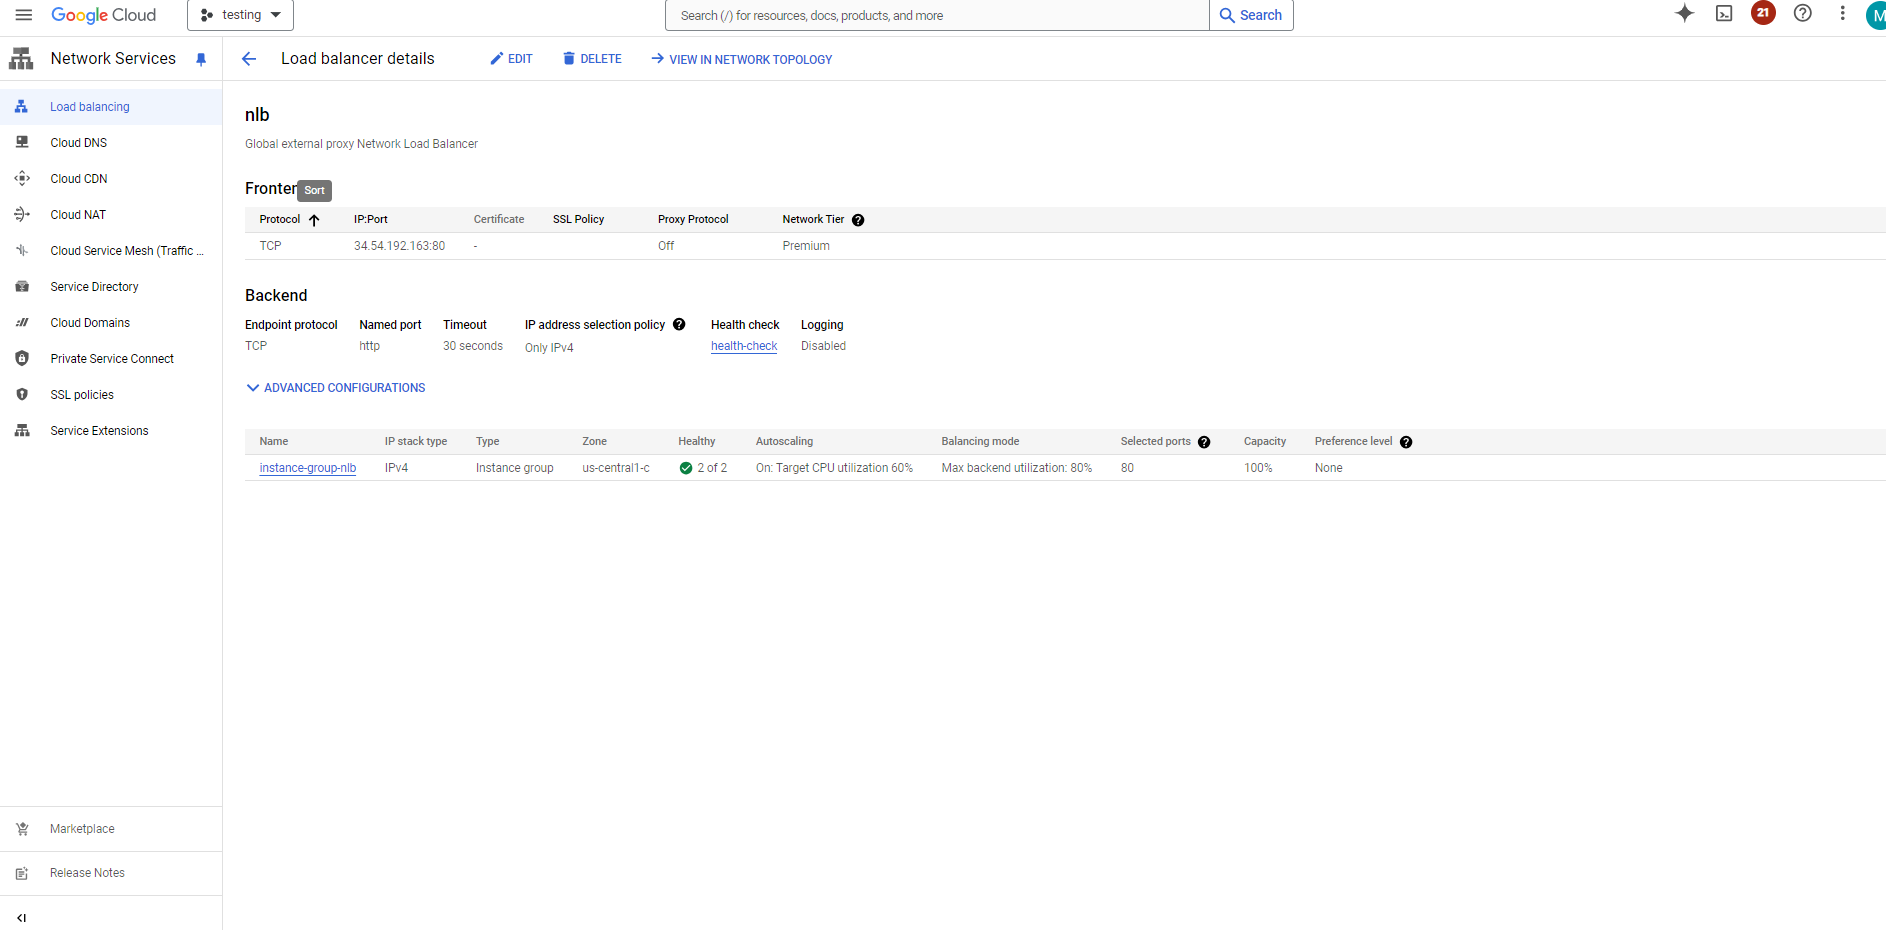 Google Cloud
testing
Search (/) for resources, docs, products, and more
Search
21
M
Network Services
Load balancer details
EDIT
DELETE
VIEW IN NETWORK TOPOLOGY
Load balancing
Cloud DNS
Cloud CDN
Cloud NAT
Cloud Service Mesh (Traffic ...
Service Directory
Cloud Domains
Private Service Connect
SSL policies
Service Extensions
Marketplace
Release Notes
nlb
Global external proxy Network Load Balancer
Fronter
Sort
Protocol IP:Port Certificate SSL Policy Proxy Protocol Network Tier
TCP 34.54.192.163:80 - Off Premium
Backend
Endpoint protocol Named port Timeout IP address selection policy Health check Logging
TCP http 30 seconds Only IPv4 health-check Disabled
ADVANCED CONFIGURATIONS
Name IP stack type Type Zone Healthy Autoscaling Balancing mode Selected ports Capacity Preference level
instance-group-nlb IPv4 Instance group us-central1-c 2 of 2 On: Target CPU utilization 60% Max backend utilization: 80% 80 100% None